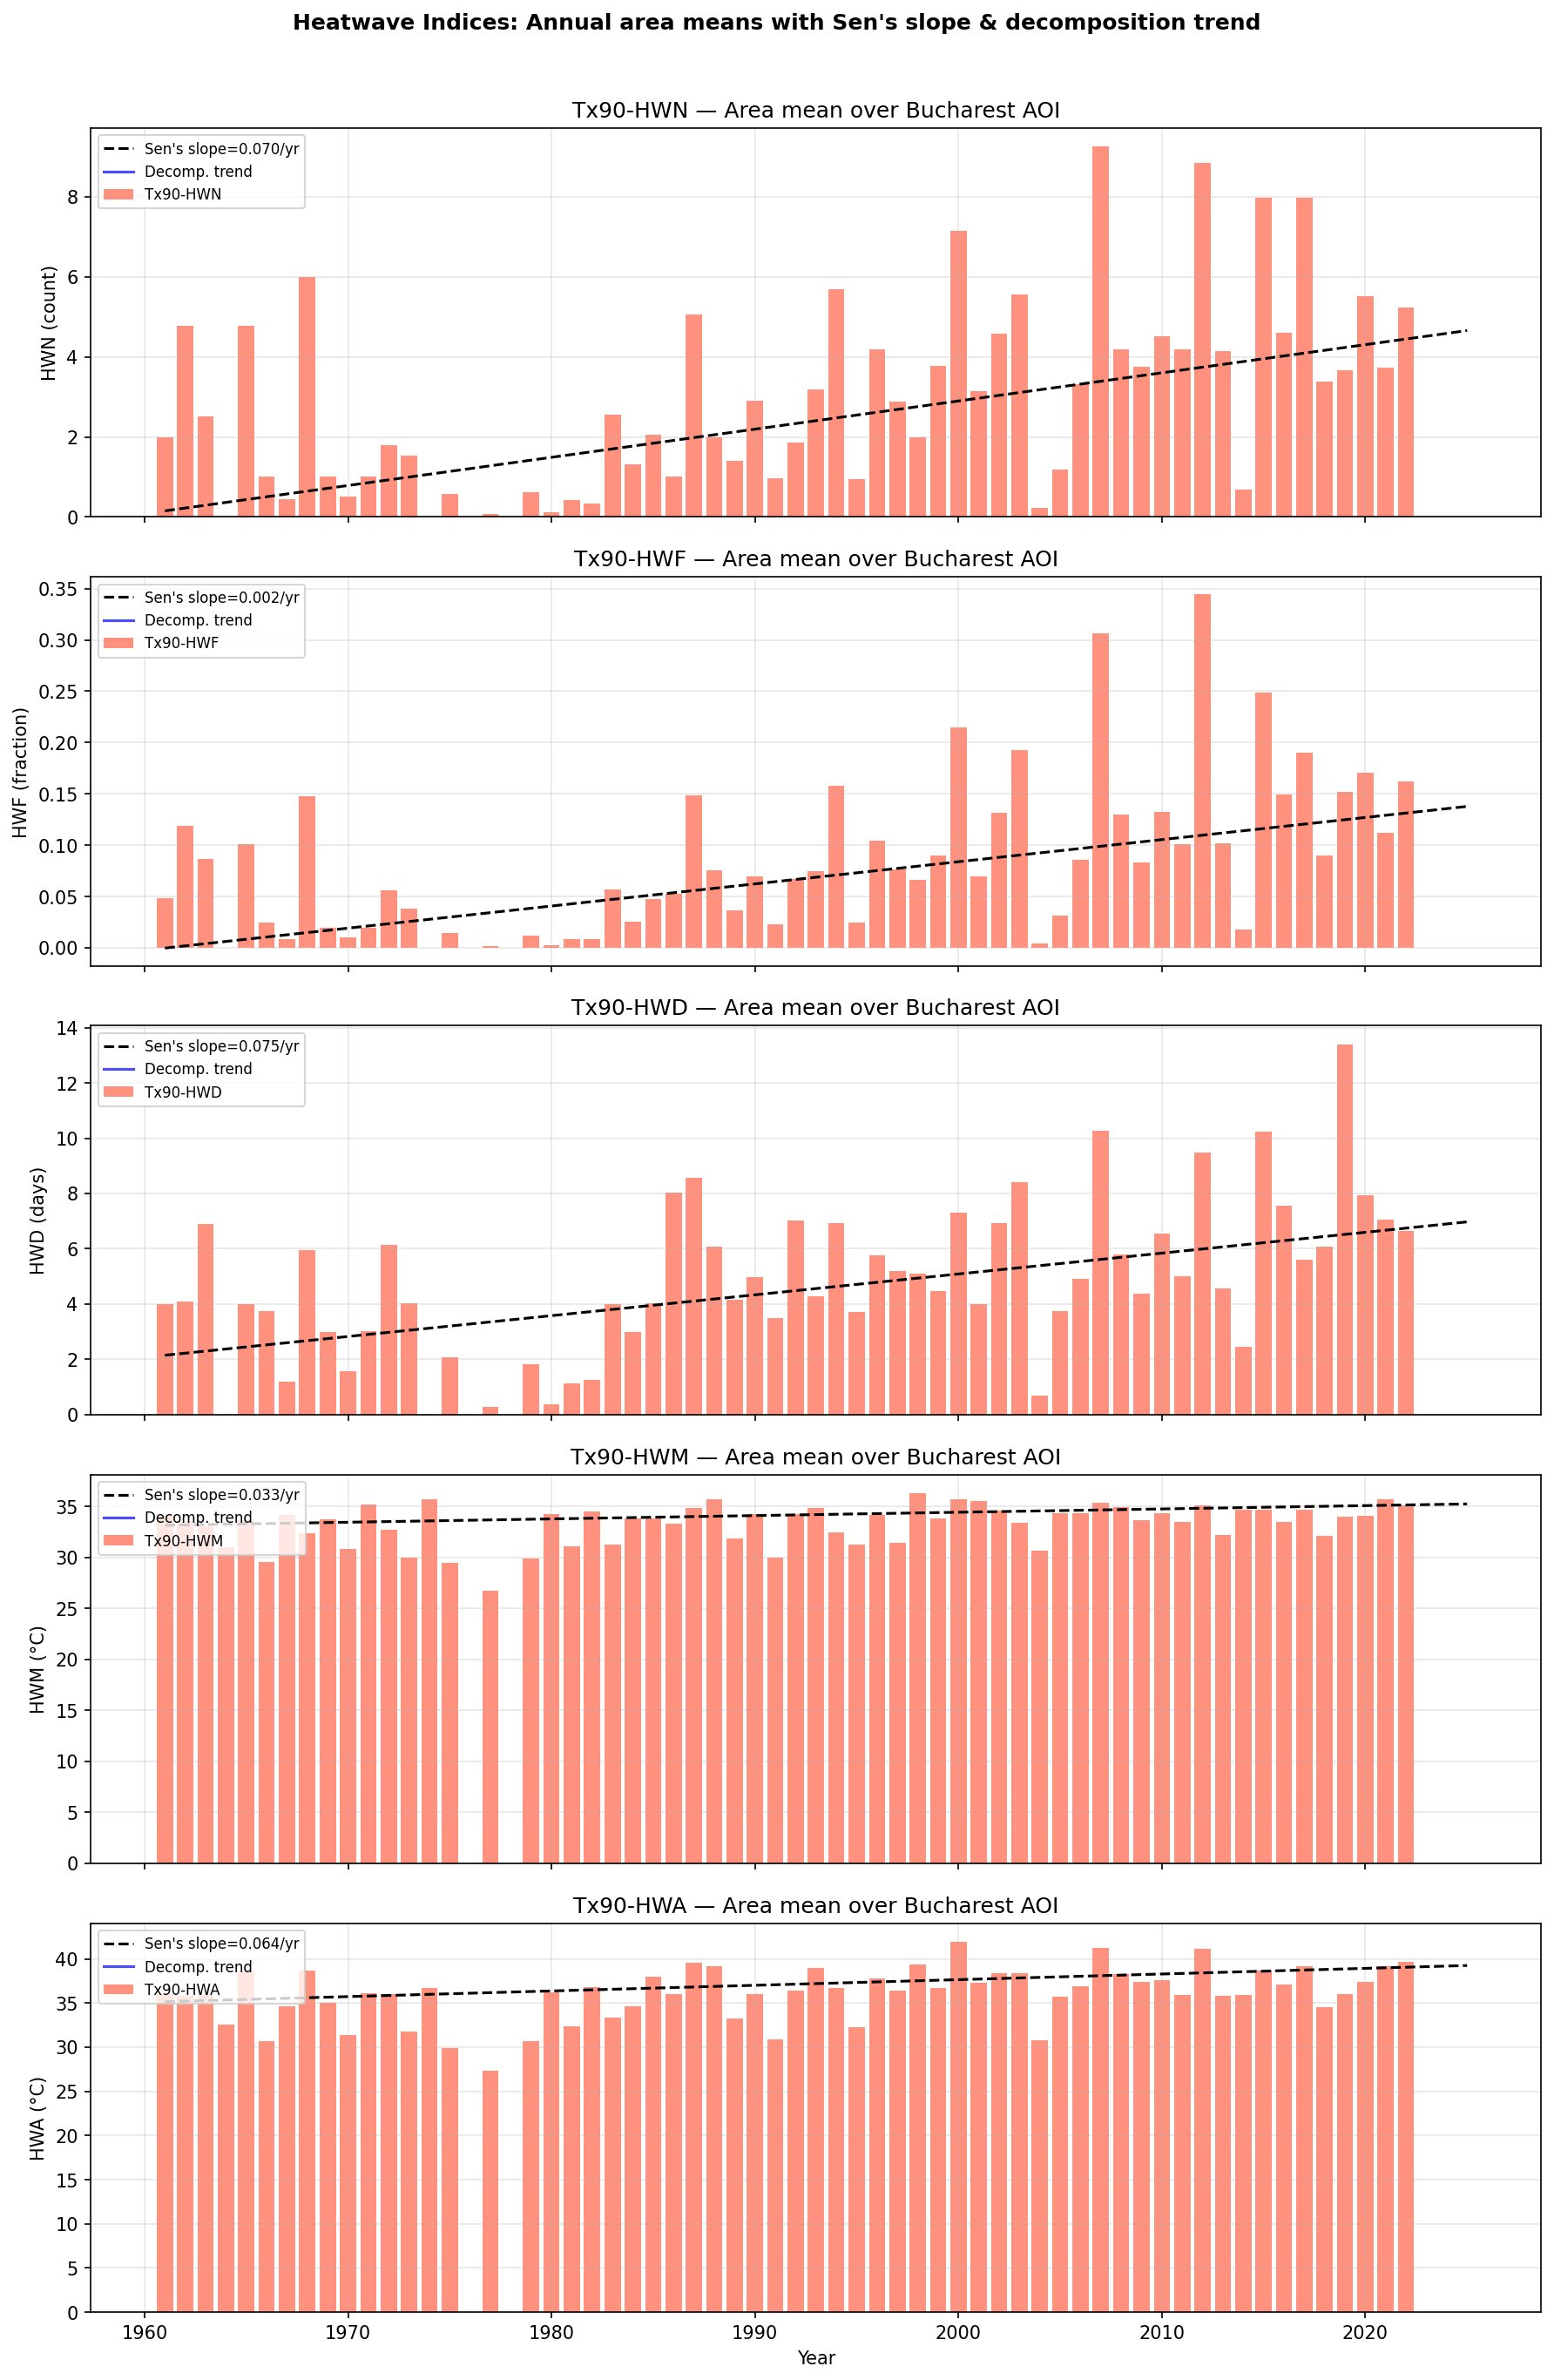 Heatwave Indices: Annual area means with Sen's slope & decomposition trend
Tx90-HWN — Area mean over Bucharest AOI
Sen's slope=0.070/yr
Decomp. trend
Tx90-HWN
HWN (count)
8
6
4
2
0
Tx90-HWF — Area mean over Bucharest AOI
Sen's slope=0.002/yr
Decomp. trend
Tx90-HWF
HWF (fraction)
0.35
0.30
0.25
0.20
0.15
0.10
0.05
0.00
Tx90-HWD — Area mean over Bucharest AOI
Sen's slope=0.075/yr
Decomp. trend
Tx90-HWD
HWD (days)
14
12
10
8
6
4
2
0
Tx90-HWM — Area mean over Bucharest AOI
Sen's slope=0.033/yr
Decomp. trend
Tx90-HWM
HWM (°C)
35
30
25
20
15
10
5
0
Tx90-HWA — Area mean over Bucharest AOI
Sen's slope=0.064/yr
Decomp. trend
Tx90-HWA
HWA (°C)
40
35
30
25
20
15
10
5
0
1960 1970 1980 1990 2000 2010 2020
Year